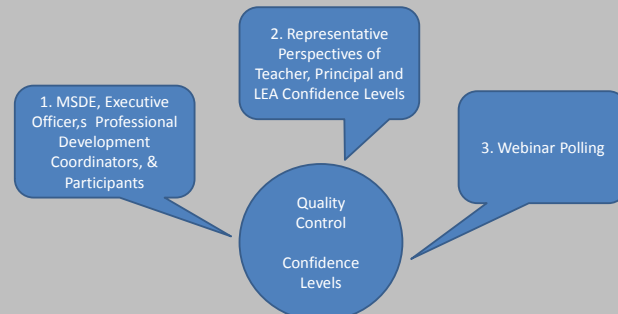 1. MSDE, Executive
Officer,s  Professional
Development
Coordinators, &
Participants
2. Representative
Perspectives of
Teacher, Principal and
LEA Confidence Levels
3. Webinar Polling
Quality
Control
Confidence
Levels